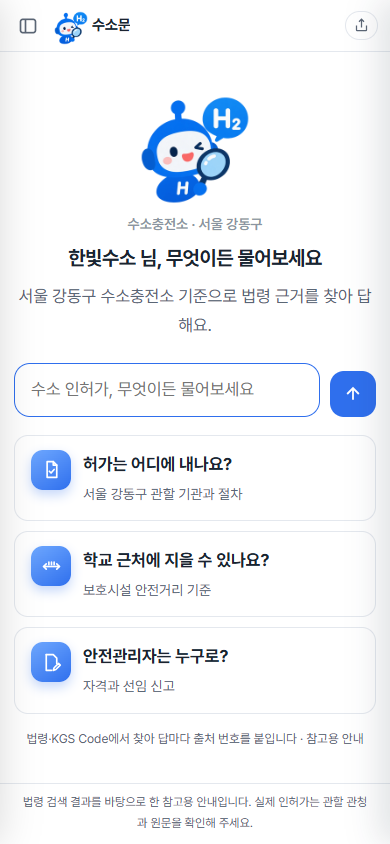 H₂
수소문
H
H₂
H
수소충전소 · 서울 강동구
한빛수소 님, 무엇이든 물어보세요
서울 강동구 수소충전소 기준으로 법령 근거를 찾아 답
해요.
수소 인허가, 무엇이든 물어보세요
허가는 어디에 내나요?
서울 강동구 관할 기관과 절차
학교 근처에 지을 수 있나요?
보호시설 안전거리 기준
안전관리자는 누구로?
자격과 선임 신고
법령·KGS Code에서 찾아 답마다 출처 번호를 붙입니다 · 참고용 안내
법령 검색 결과를 바탕으로 한 참고용 안내입니다. 실제 인허가는 관할 관청
과 원문을 확인해 주세요.